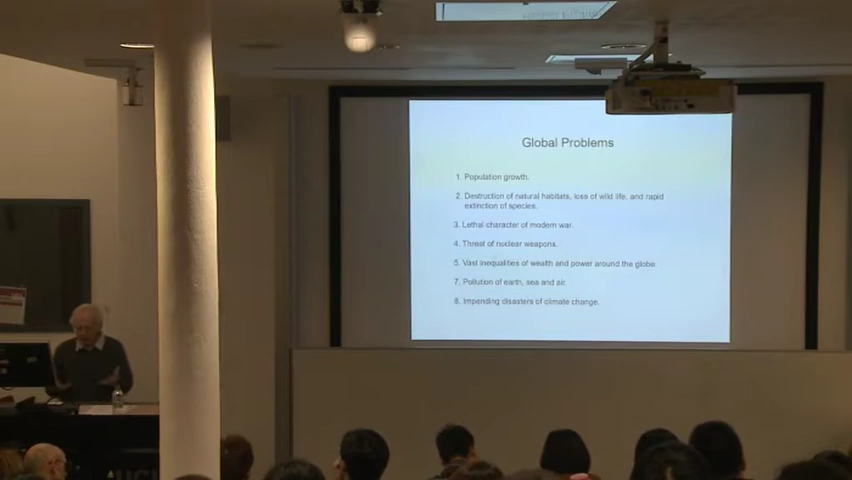 Global Problems
1. Population growth.
2. Destruction of natural habitats, loss of wild life, and rapid
extinction of species.
3. Lethal character of modern war.
4. Threat of nuclear weapons.
5. Vast inequalities of wealth and power around the globe.
7. Pollution of earth, sea and air.
8. Impending disasters of climate change.